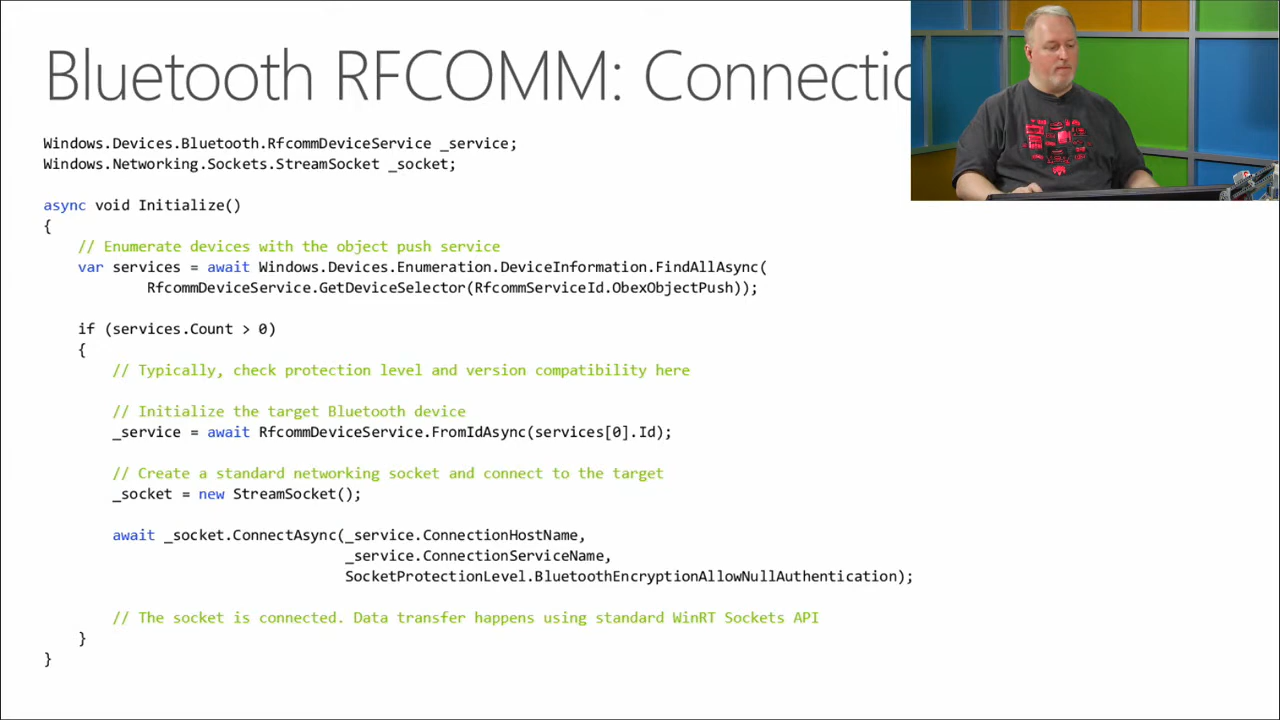 Bluetooth RFCOMM: Connectio
Windows.Devices.Bluetooth.RfcommDeviceService _service;
Windows.Networking.Sockets.StreamSocket _socket;
async void Initialize()
{
// Enumerate devices with the object push service
var services = await Windows.Devices.Enumeration.DeviceInformation.FindAllAsync(
RfcommDeviceService.GetDeviceSelector(RfcommServiceId.ObexObjectPush));
if (services.Count > 0)
{
// Typically, check protection level and version compatibility here
// Initialize the target Bluetooth device
_service = await RfcommDeviceService.FromIdAsync(services[0].Id);
// Create a standard networking socket and connect to the target
_socket = new StreamSocket();
await _socket.ConnectAsync(_service.ConnectionHostName,
_service.ConnectionServiceName,
SocketProtectionLevel.BluetoothEncryptionAllowNullAuthentication);
// The socket is connected. Data transfer happens using standard WinRT Sockets API
}
}